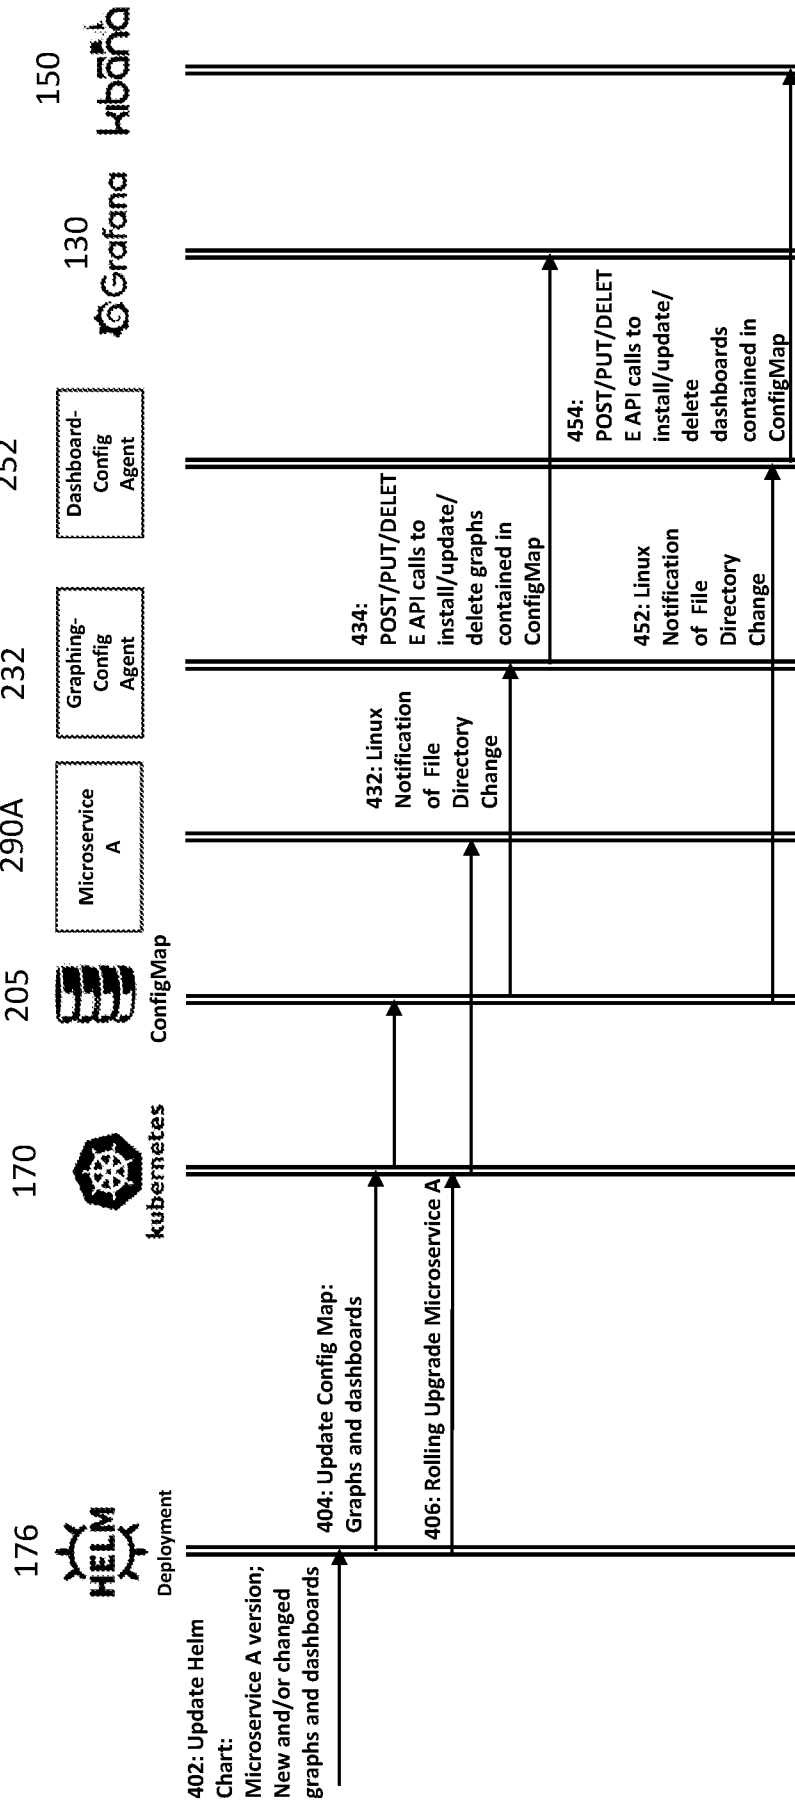 176
HELM
Deployment
170
kubernetes
205
ConfigMap
290A
Microservice
A
232
Graphing-
Config
Agent
252
Dashboard-
Config
Agent
130
Grafana
150
kibana
402: Update Helm
Chart:
Microservice A version;
New and/or changed
graphs and dashboards
404: Update Config Map:
Graphs and dashboards
406: Rolling Upgrade Microservice A
432: Linux
Notification
of File
Directory
Change
434:
POST/PUT/DELET
E API calls to
install/update/
delete graphs
contained in
ConfigMap
452: Linux
Notification
of File
Directory
Change
454:
POST/PUT/DELET
E API calls to
install/update/
delete
dashboards
contained in
ConfigMap